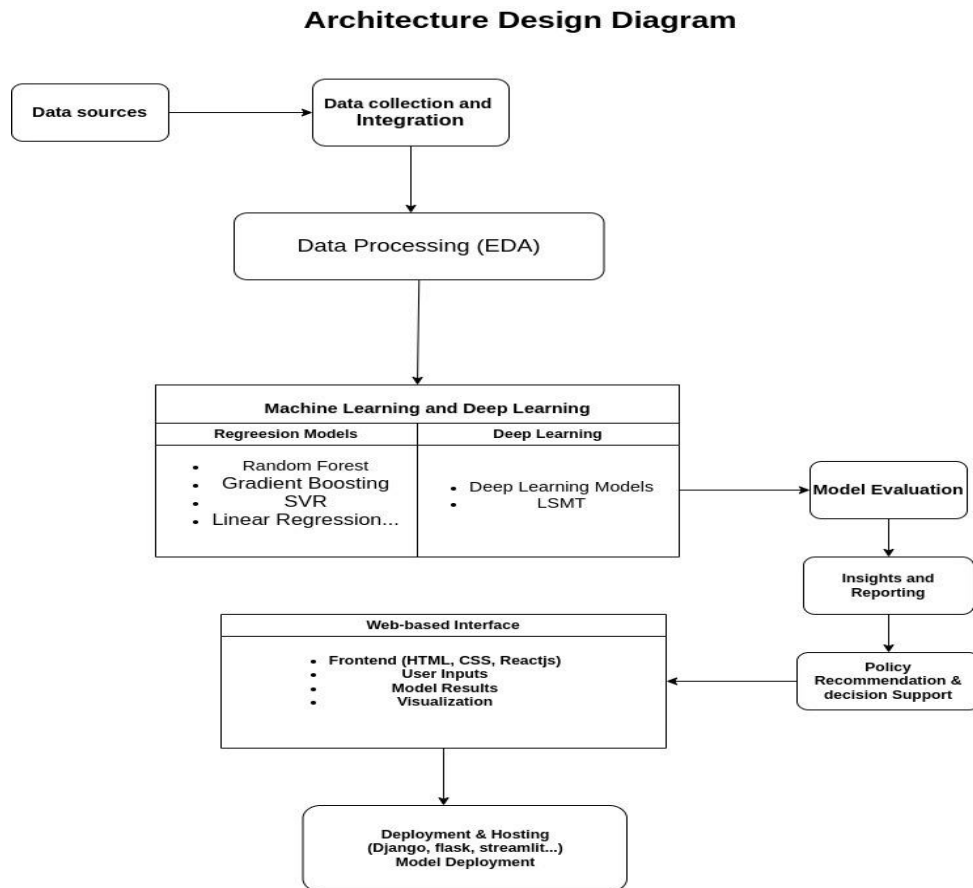 Architecture Design Diagram
Data sources
Data collection and
Integration
Data Processing (EDA)
Machine Learning and Deep Learning
Regreesion Models
Deep Learning
• Random Forest
• Gradient Boosting
• SVR
• Linear Regression...
• Deep Learning Models
• LSMT
Model Evaluation
Insights and
Reporting
Policy
Recommendation &
decision Support
Web-based Interface
• Frontend (HTML, CSS, Reactjs)
• User Inputs
• Model Results
• Visualization
Deployment & Hosting
(Django, flask, streamlit...)
Model Deployment